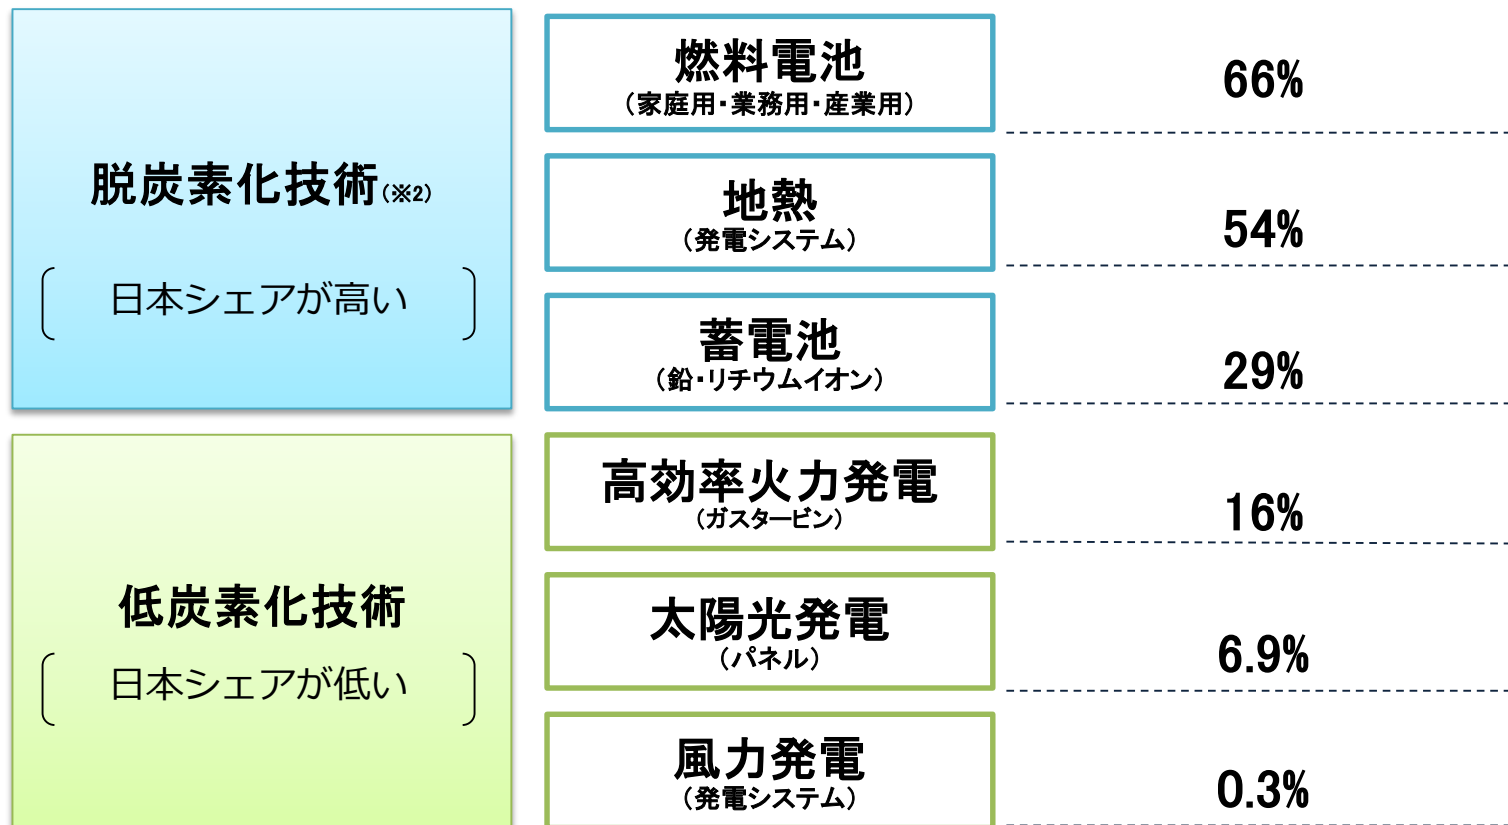 脱炭素化技術(※2)
日本シェアが高い
燃料電池
(家庭用・業務用・産業用)
66%
地熱
(発電システム)
54%
蓄電池
(鉛・リチウムイオン)
29%
低炭素化技術
日本シェアが低い
高効率火力発電
(ガスタービン)
16%
太陽光発電
(パネル)
6.9%
風力発電
(発電システム)
0.3%